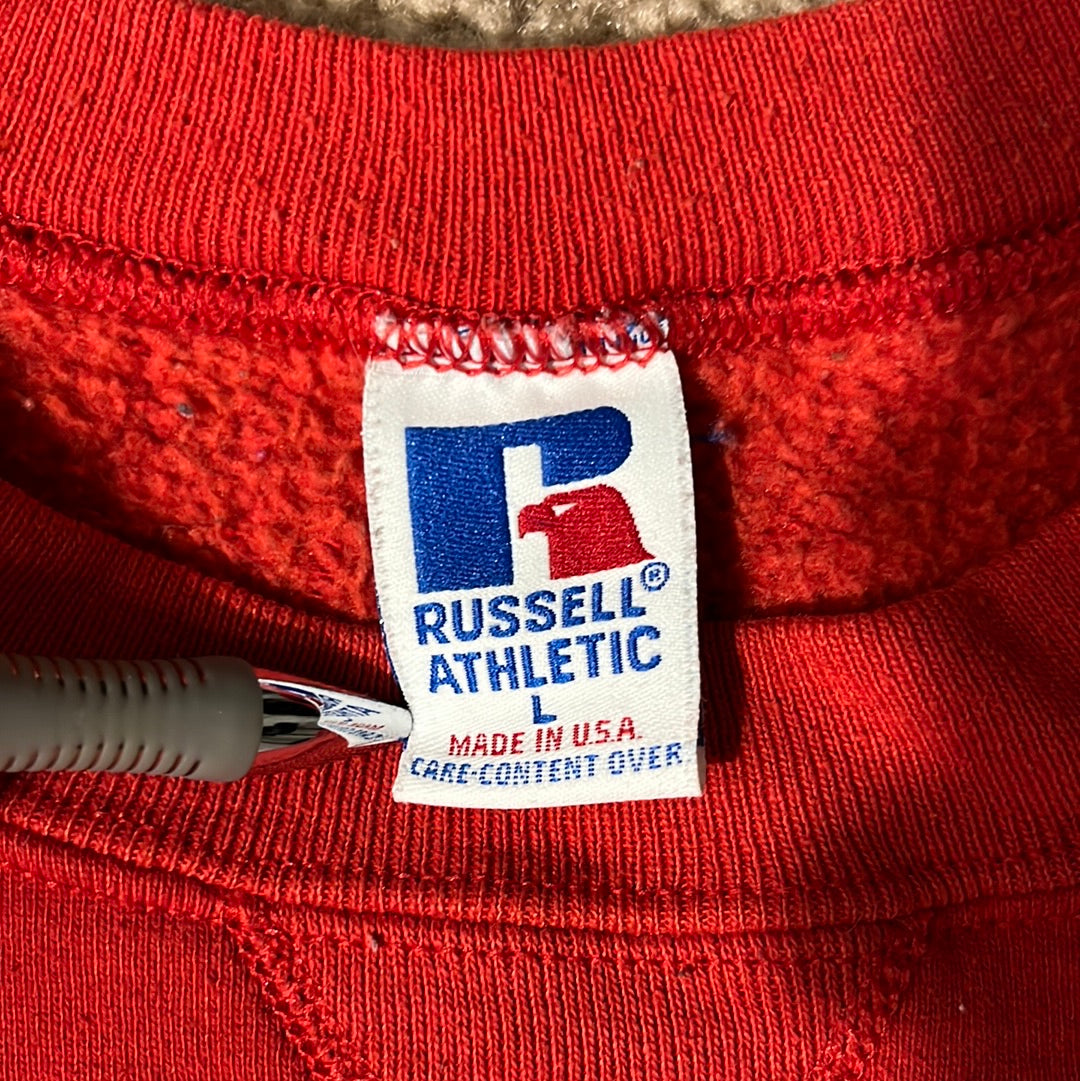 R
RUSSELL®
ATHLETIC
L
MADE IN U.S.A.
CARE-CONTENT OVER